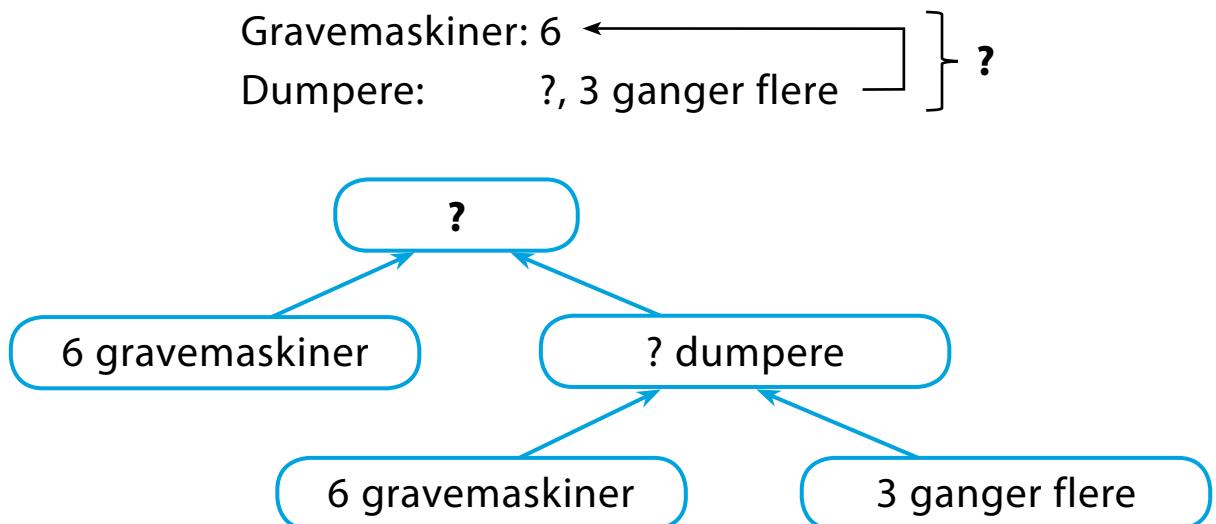 Gravemaskiner: 6
Dumpere: ?, 3 ganger flere
?
?
6 gravemaskiner
? dumpere
6 gravemaskiner
3 ganger flere